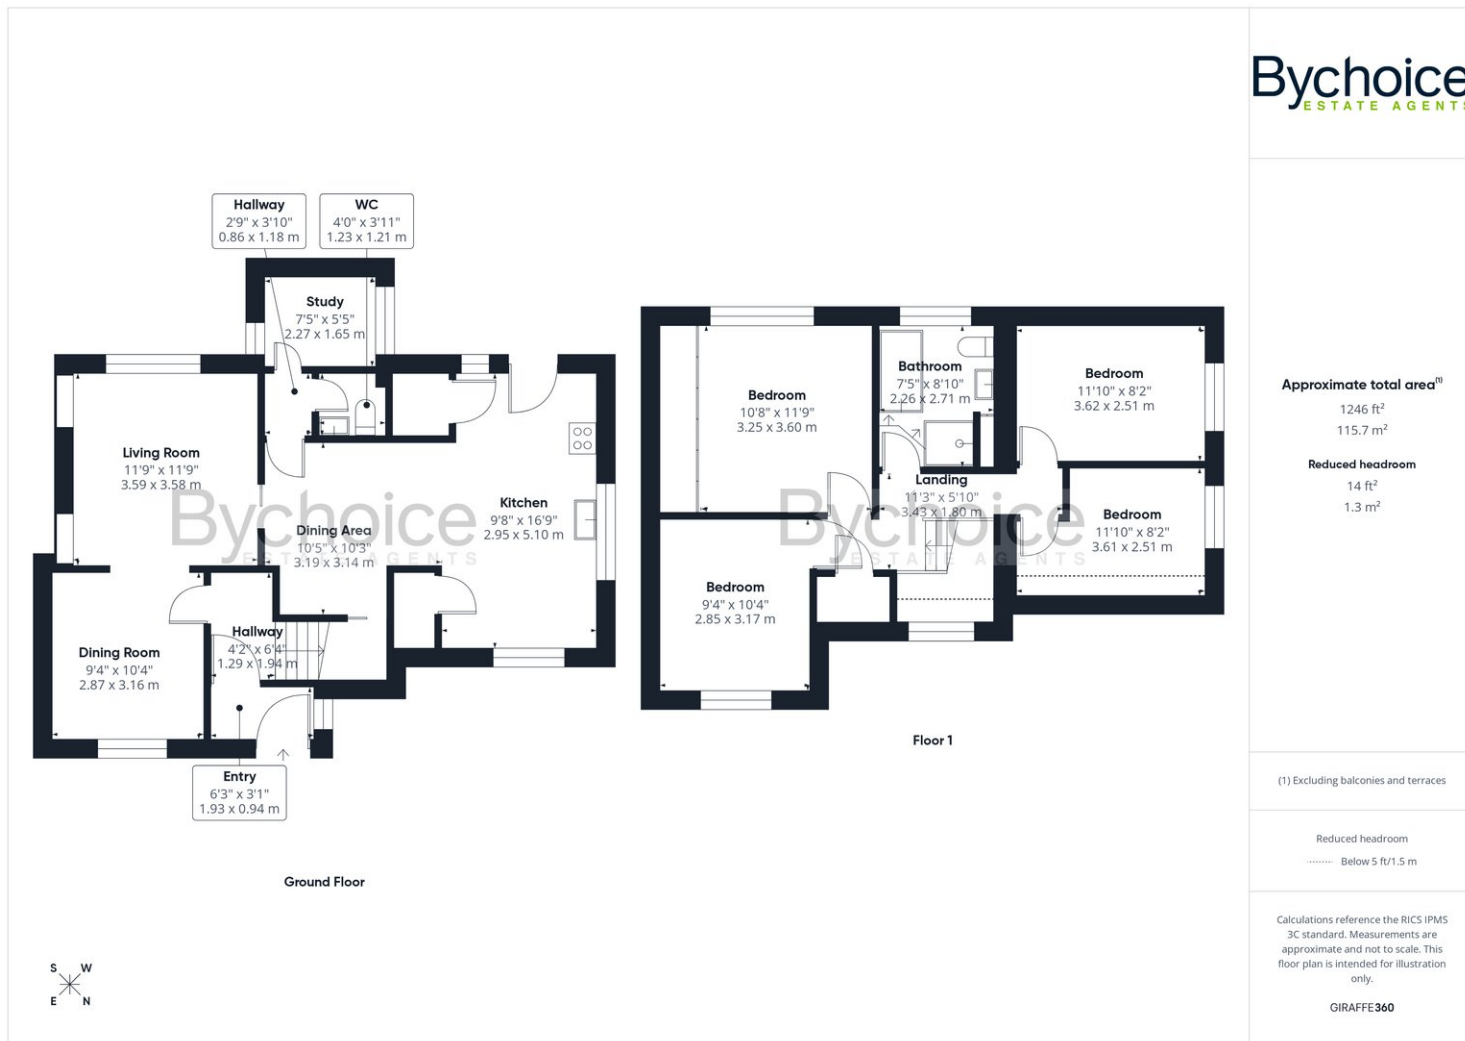 Bychoice
ESTATE AGENTS
Hallway
2'9" x 3'10"
0.86 x 1.18 m
WC
4'0" x 3'11"
1.23 x 1.21 m
Study
7'5" x 5'5"
2.27 x 1.65 m
Living Room
11'9" x 11'9"
3.59 x 3.58 m
Kitchen
9'8" x 16'9"
2.95 x 5.10 m
Dining Area
10'5" x 10'3"
3.19 x 3.14 m
Bychoice
ESTATE AGENTS
Hallway
4'2" x 6'4"
1.29 x 1.94 m
Dining Room
9'4" x 10'4"
2.87 x 3.16 m
Entry
6'3" x 3'1"
1.93 x 0.94 m
Ground Floor
Bedroom
10'8" x 11'9"
3.25 x 3.60 m
Bathroom
7'5" x 8'10"
2.26 x 2.71 m
Bedroom
11'10" x 8'2"
3.62 x 2.51 m
Landing
11'3" x 5'10"
3.43 x 1.80 m
Bychoice
ESTATE AGENTS
Bedroom
11'10" x 8'2"
3.61 x 2.51 m
Bedroom
9'4" x 10'4"
2.85 x 3.17 m
Floor 1
S W
E N
Approximate total area(1)
1246 ft²
115.7 m²
Reduced headroom
14 ft²
1.3 m²
(1) Excluding balconies and terraces
Reduced headroom
Below 5 ft/1.5 m
Calculations reference the RICS IPMS
3C standard. Measurements are
approximate and not to scale. This
floor plan is intended for illustration
only.
GIRAFFE360